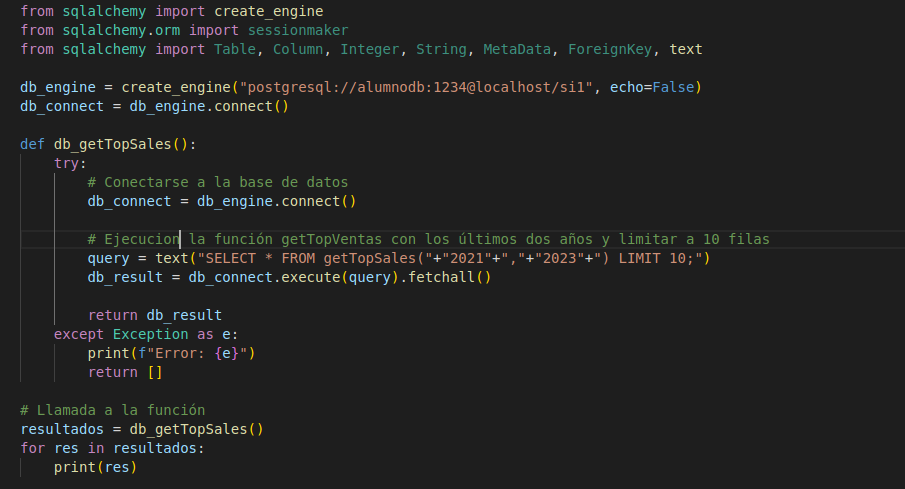 from sqlalchemy import create_engine
from sqlalchemy.orm import sessionmaker
from sqlalchemy import Table, Column, Integer, String, MetaData, ForeignKey, text

db_engine = create_engine("postgresql://alumnodb:1234@localhost/si1", echo=False)
db_connect = db_engine.connect()

def db_getTopSales():
    try:
        # Conectarse a la base de datos
        db_connect = db_engine.connect()

        # Ejecucion la función getTopVentas con los últimos dos años y limitar a 10 filas
        query = text("SELECT * FROM getTopSales("+"2021"+","+"2023"+") LIMIT 10;")
        db_result = db_connect.execute(query).fetchall()

        return db_result
    except Exception as e:
        print(f"Error: {e}")
        return []

# Llamada a la función
resultados = db_getTopSales()
for res in resultados:
    print(res)